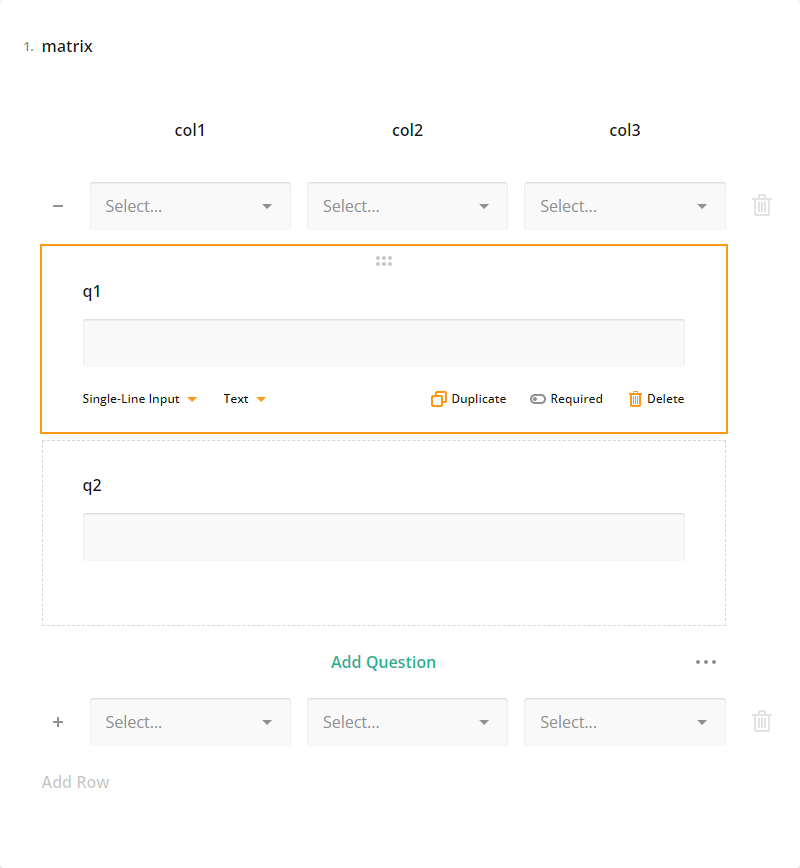 1. matrix
col1 col2 col3
Select... Select... Select...
q1
Single-Line Input Text Duplicate Required Delete
q2
Add Question
Select... Select... Select...
Add Row